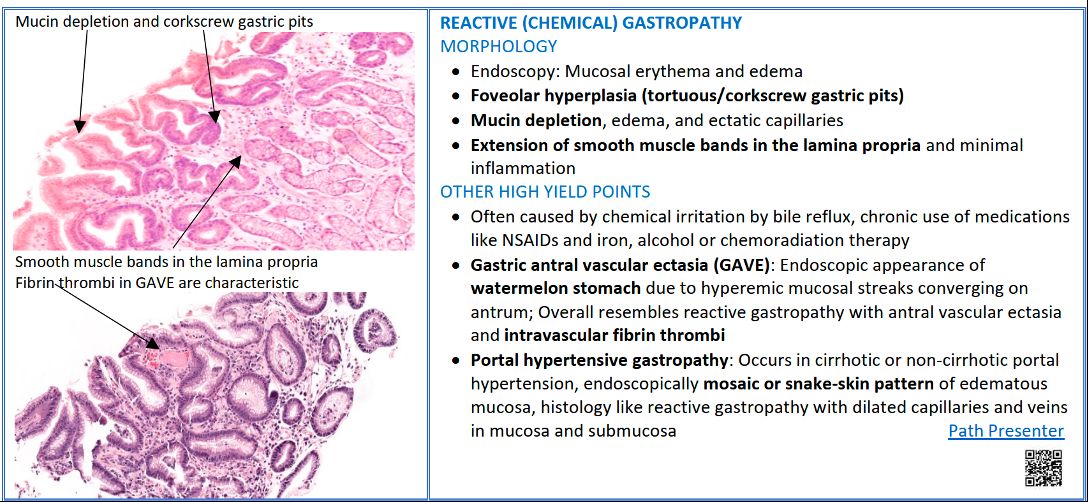 Mucin depletion and corkscrew gastric pits
Smooth muscle bands in the lamina propria
Fibrin thrombi in GAVE are characteristic
REACTIVE (CHEMICAL) GASTROPATHY
MORPHOLOGY
• Endoscopy: Mucosal erythema and edema
• Foveolar hyperplasia (tortuous/corkscrew gastric pits)
• Mucin depletion, edema, and ectatic capillaries
• Extension of smooth muscle bands in the lamina propria and minimal
inflammation
OTHER HIGH YIELD POINTS
• Often caused by chemical irritation by bile reflux, chronic use of medications
like NSAIDs and iron, alcohol or chemoradiation therapy
• Gastric antral vascular ectasia (GAVE): Endoscopic appearance of
watermelon stomach due to hyperemic mucosal streaks converging on
antrum; Overall resembles reactive gastropathy with antral vascular ectasia
and intravascular fibrin thrombi
• Portal hypertensive gastropathy: Occurs in cirrhotic or non-cirrhotic portal
hypertension, endoscopically mosaic or snake-skin pattern of edematous
mucosa, histology like reactive gastropathy with dilated capillaries and veins
in mucosa and submucosa
Path Presenter